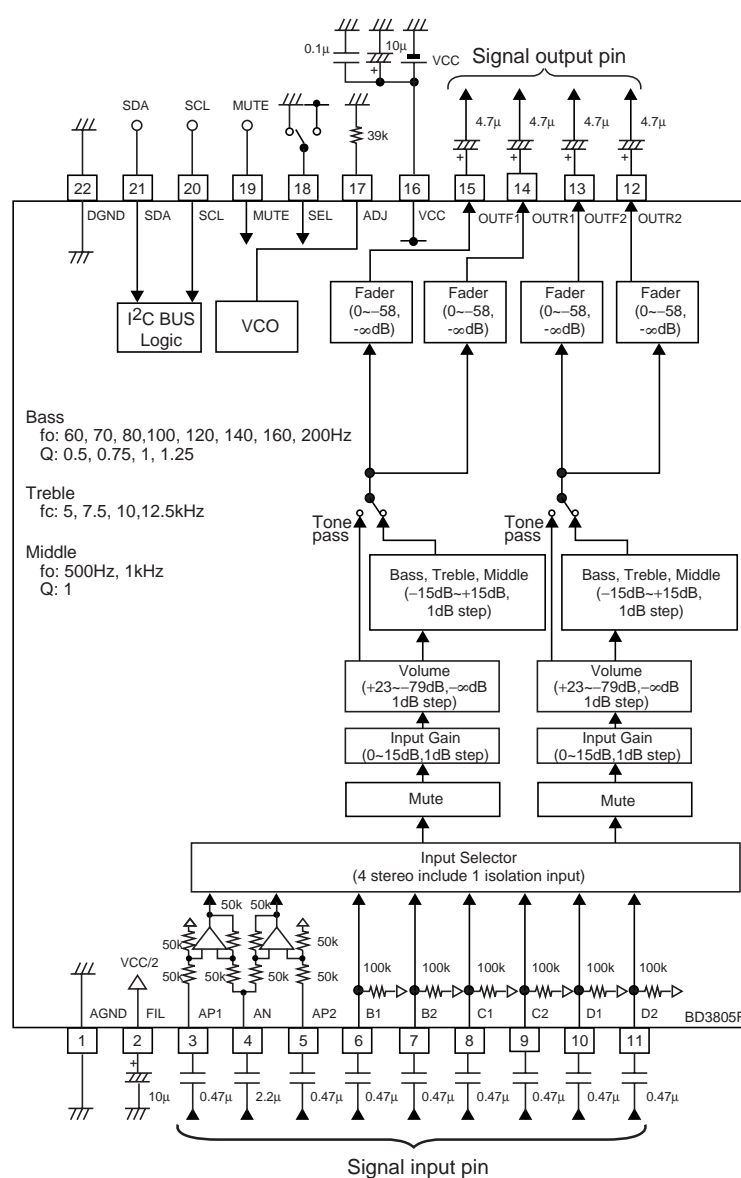 0.1µ
10µ
VCC
Signal output pin
SDA
SCL
MUTE
39k
4.7µ
4.7µ
4.7µ
4.7µ
+
+
+
+
+
22
21
20
19
18
17
16
15
14
13
12
DGND
SDA
SCL
MUTE
SEL
ADJ
VCC
OUTF1
OUTR1
OUTF2
OUTR2
I2C BUS
Logic
VCO
Fader
(0~–58,
-∞dB)
Fader
(0~–58,
-∞dB)
Fader
(0~–58,
-∞dB)
Fader
(0~–58,
-∞dB)
Bass
fo: 60, 70, 80,100, 120, 140, 160, 200Hz
Q: 0.5, 0.75, 1, 1.25
Treble
fc: 5, 7.5, 10,12.5kHz
Middle
fo: 500Hz, 1kHz
Q: 1
Tone
pass
Tone
pass
Bass, Treble, Middle
(–15dB~+15dB,
1dB step)
Bass, Treble, Middle
(–15dB~+15dB,
1dB step)
Volume
(+23~–79dB,-∞dB
1dB step)
Volume
(+23~–79dB,-∞dB
1dB step)
Input Gain
(0~15dB,1dB step)
Input Gain
(0~15dB,1dB step)
Mute
Mute
Input Selector
(4 stereo include 1 isolation input)
50k
50k
50k
50k
50k
50k
50k
50k
100k
100k
100k
100k
100k
100k
VCC/2
AGND
FIL
AP1
AN
AP2
B1
B2
C1
C2
D1
D2
BD3805F
1
2
3
4
5
6
7
8
9
10
11
+
10µ
0.47µ
2.2µ
0.47µ
0.47µ
0.47µ
0.47µ
0.47µ
0.47µ
0.47µ
Signal input pin